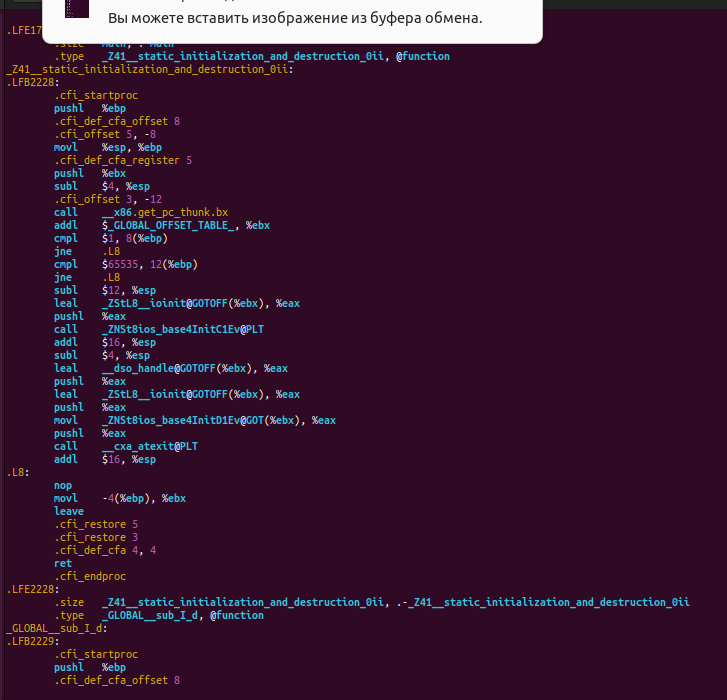 Вы можете вставить изображение из буфера обмена.
.LFE17
.type _Z41__static_initialization_and_destruction_0ii, @function
_Z41__static_initialization_and_destruction_0ii:
.LFB2228:
.cfi_startproc
pushl %ebp
.cfi_def_cfa_offset 8
.cfi_offset 5, -8
movl %esp, %ebp
.cfi_def_cfa_register 5
pushl %ebx
subl $4, %esp
.cfi_offset 3, -12
call __x86.get_pc_thunk.bx
addl $_GLOBAL_OFFSET_TABLE_, %ebx
cmpl $1, 8(%ebp)
jne .L8
cmpl $65535, 12(%ebp)
jne .L8
subl $12, %esp
leal _ZStL8__ioinit@GOTOFF(%ebx), %eax
pushl %eax
call _ZNSt8ios_base4InitC1Ev@PLT
addl $16, %esp
subl $4, %esp
leal __dso_handle@GOTOFF(%ebx), %eax
pushl %eax
leal _ZStL8__ioinit@GOTOFF(%ebx), %eax
pushl %eax
movl _ZNSt8ios_base4InitD1Ev@GOT(%ebx), %eax
pushl %eax
call __cxa_atexit@PLT
addl $16, %esp
.L8:
nop
movl -4(%ebp), %ebx
leave
.cfi_restore 5
.cfi_restore 3
.cfi_def_cfa 4, 4
ret
.cfi_endproc
.LFE2228:
.size _Z41__static_initialization_and_destruction_0ii, .-_Z41__static_initialization_and_destruction_0ii
.type _GLOBAL__sub_I_d, @function
_GLOBAL__sub_I_d:
.LFB2229:
.cfi_startproc
pushl %ebp
.cfi_def_cfa_offset 8